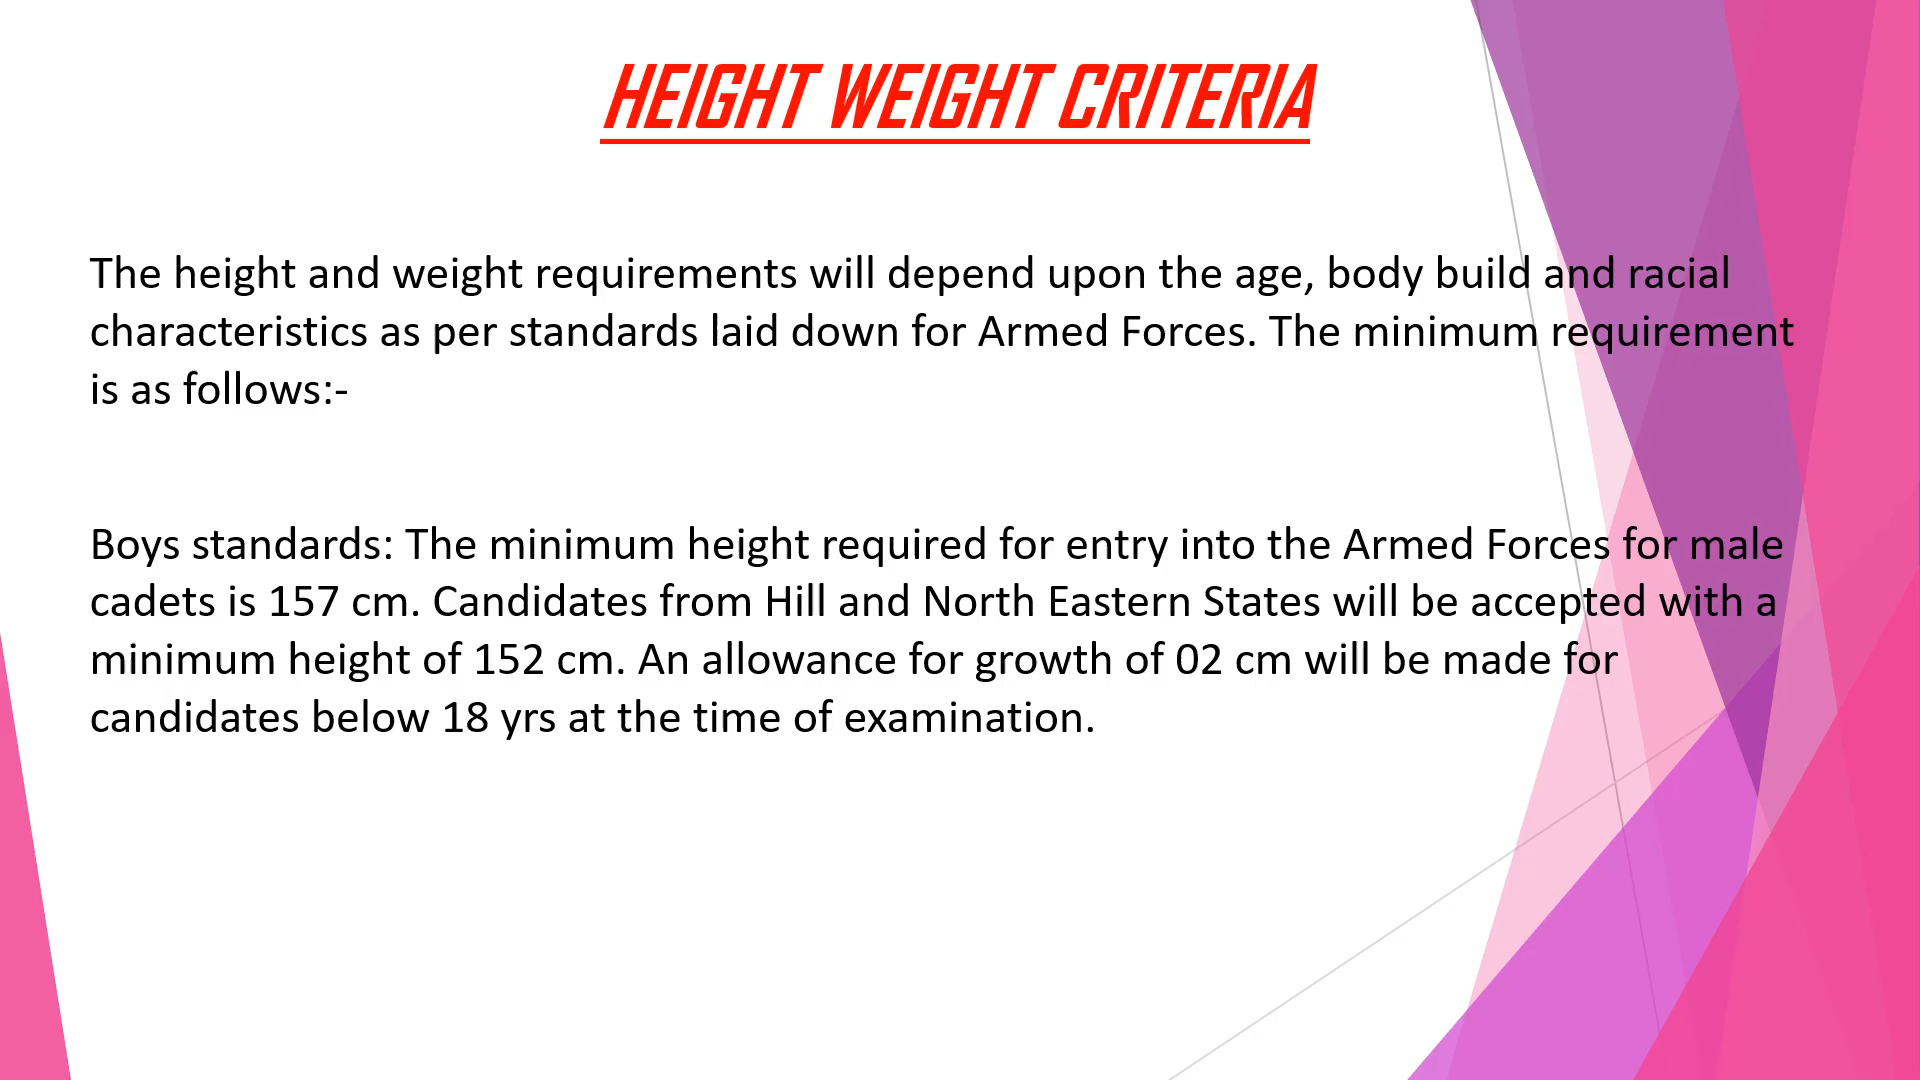 HEIGHT WEIGHT CRITERIA
The height and weight requirements will depend upon the age, body build and racial
characteristics as per standards laid down for Armed Forces. The minimum requirement
is as follows:-
Boys standards: The minimum height required for entry into the Armed Forces for male
cadets is 157 cm. Candidates from Hill and North Eastern States will be accepted with a
minimum height of 152 cm. An allowance for growth of 02 cm will be made for
candidates below 18 yrs at the time of examination.